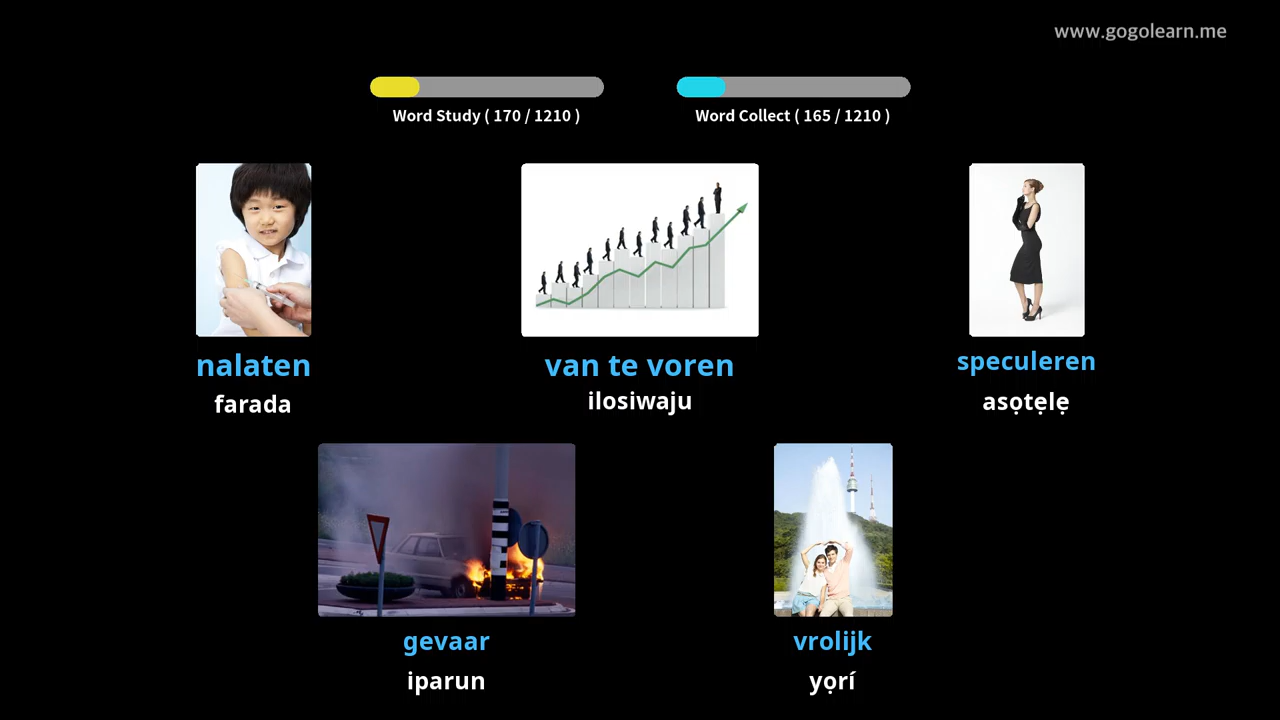 www.gogolearn.me
Word Study ( 170 / 1210 )
Word Collect ( 165 / 1210 )
nalaten
farada
van te voren
ilosiwaju
speculeren
asọtẹlẹ
gevaar
iparun
vrolijk
yọrí